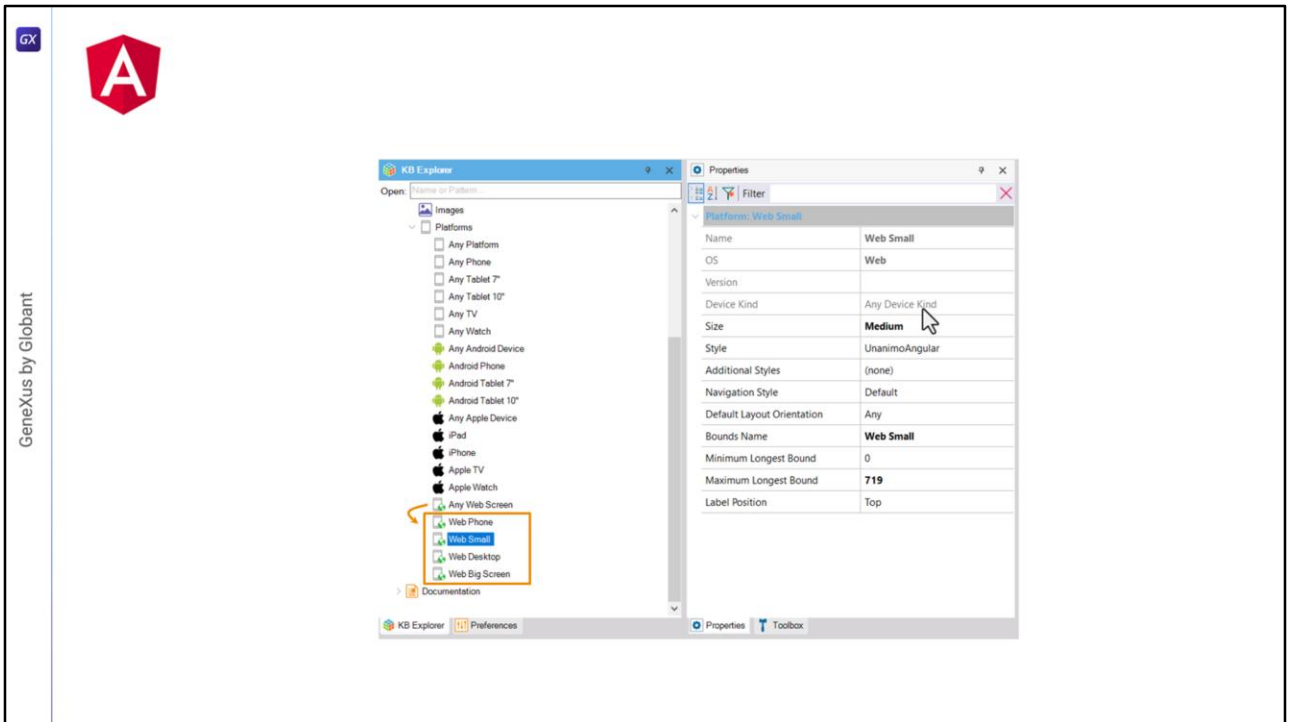 GX
GeneXus by Globant
A
KB Explorer
Open: Name or Pattern...
Images
Platforms
Any Platform
Any Phone
Any Tablet 7"
Any Tablet 10"
Any TV
Any Watch
Any Android Device
Android Phone
Android Tablet 7"
Android Tablet 10"
Any Apple Device
iPad
iPhone
Apple TV
Apple Watch
Any Web Screen
Web Phone
Web Small
Web Desktop
Web Big Screen
Documentation
KB Explorer Preferences
Properties
Filter
Platform: Web Small
Name Web Small
OS Web
Version
Device Kind Any Device Kind
Size Medium
Style UnanimoAngular
Additional Styles (none)
Navigation Style Default
Default Layout Orientation Any
Bounds Name Web Small
Minimum Longest Bound 0
Maximum Longest Bound 719
Label Position Top
Properties Toolbox